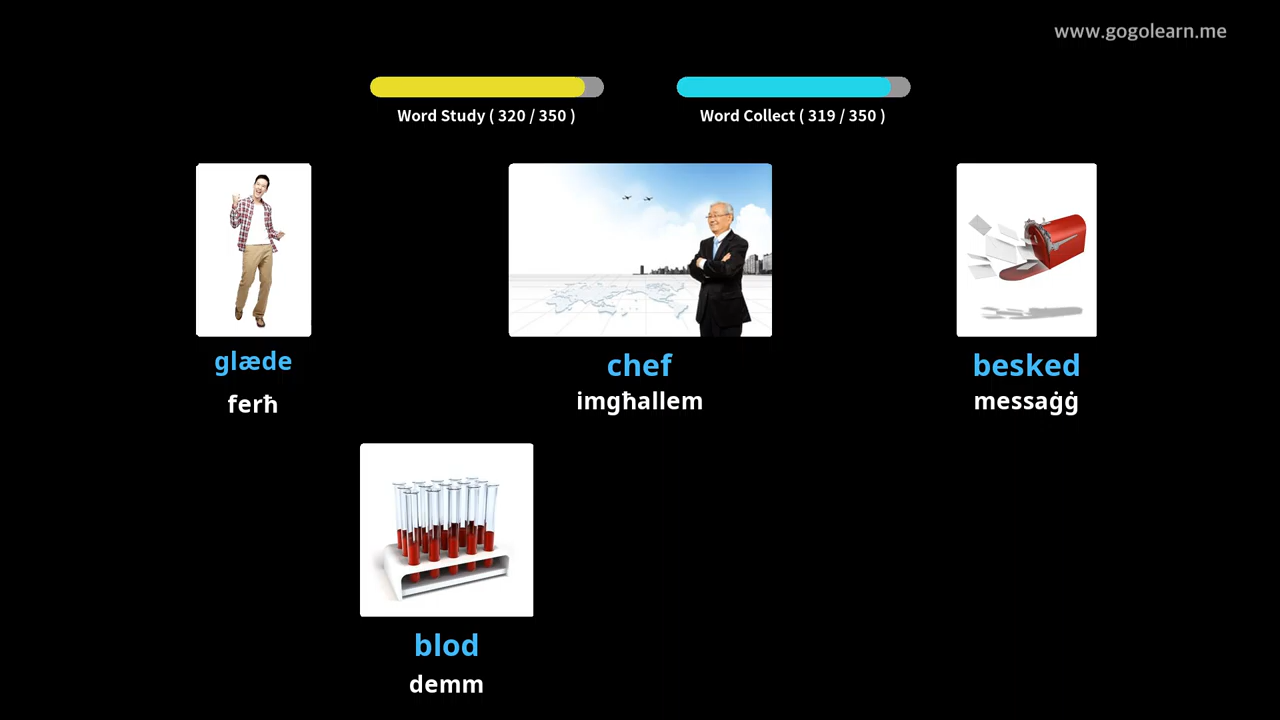 www.gogolearn.me
Word Study ( 320 / 350 )
Word Collect ( 319 / 350 )
glæde
ferħ
chef
imgħallem
besked
messaġġ
blod
demm